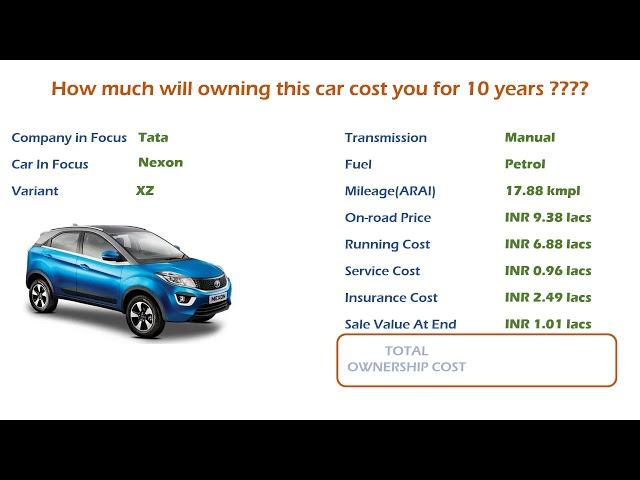 How much will owning this car cost you for 10 years ????
Company in Focus Tata
Car In Focus Nexon
Variant XZ
NEXON
Transmission Manual
Fuel Petrol
Mileage(ARAI) 17.88 kmpl
On-road Price INR 9.38 lacs
Running Cost INR 6.88 lacs
Service Cost INR 0.96 lacs
Insurance Cost INR 2.49 lacs
Sale Value At End INR 1.01 lacs
TOTAL
OWNERSHIP COST